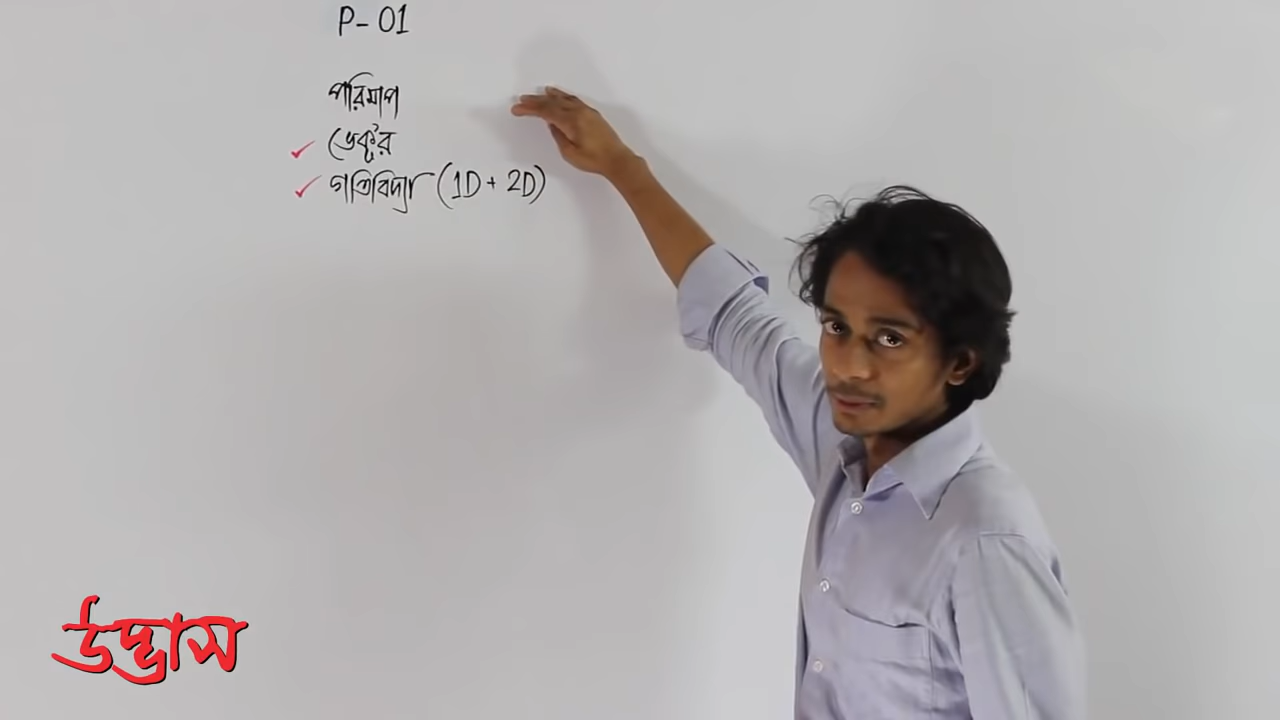 P-01
পরিমাপ
ভেক্টর
গতিবিদ্যা (1D + 2D)
উদ্ভাস